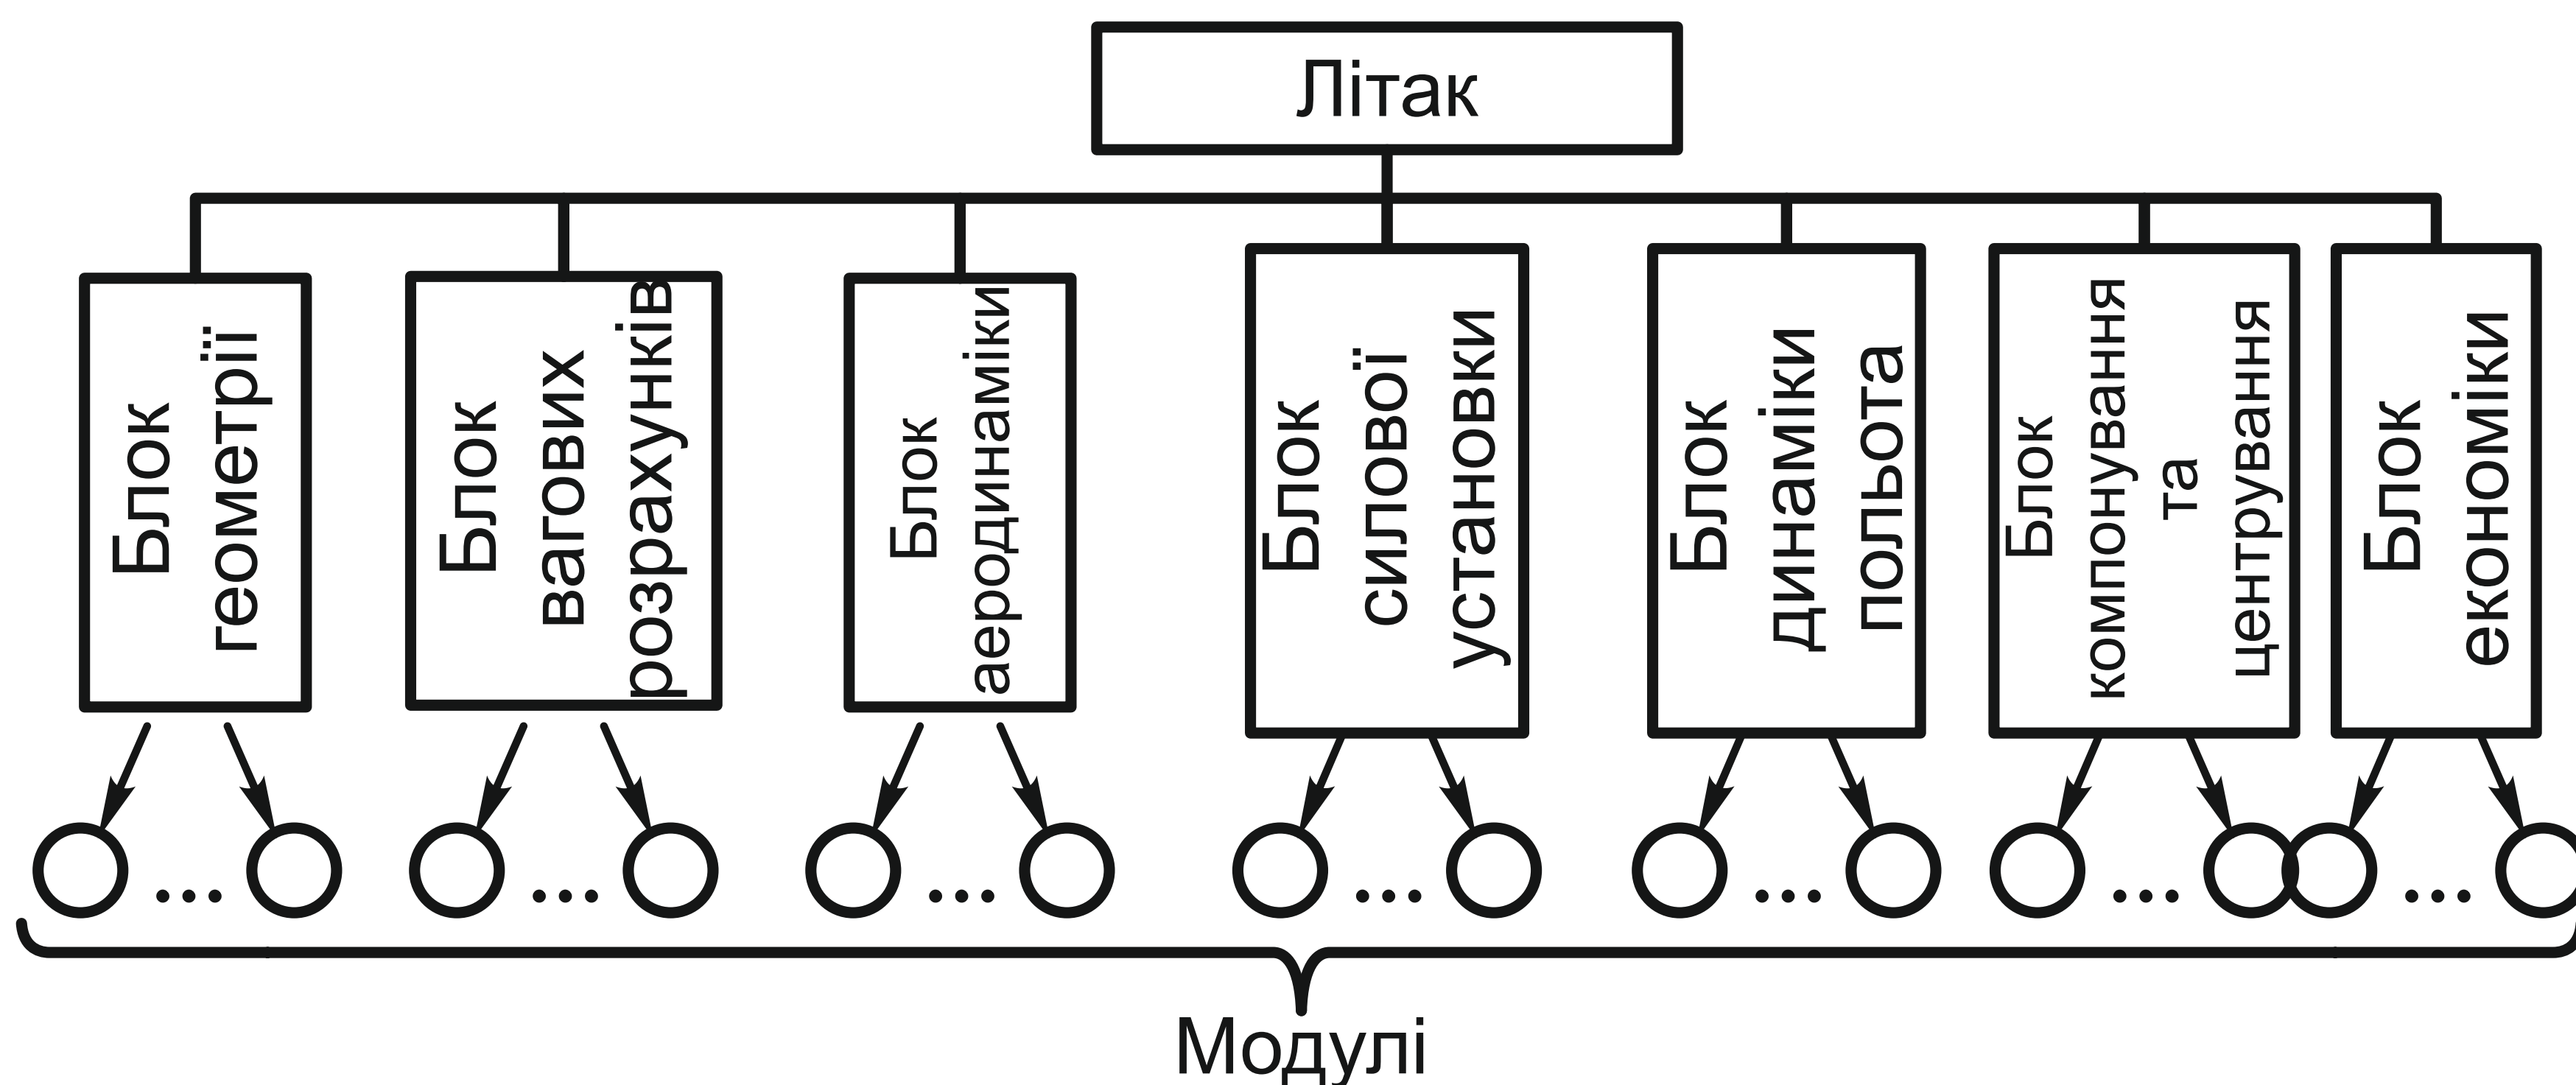 Літак
Блок
геометрії
Блок
вагових
розрахунків
Блок
аеродинаміки
Блок
силової
установки
Блок
динаміки
польота
Блок
компонування
та
центрування
Блок
економіки
Модулі